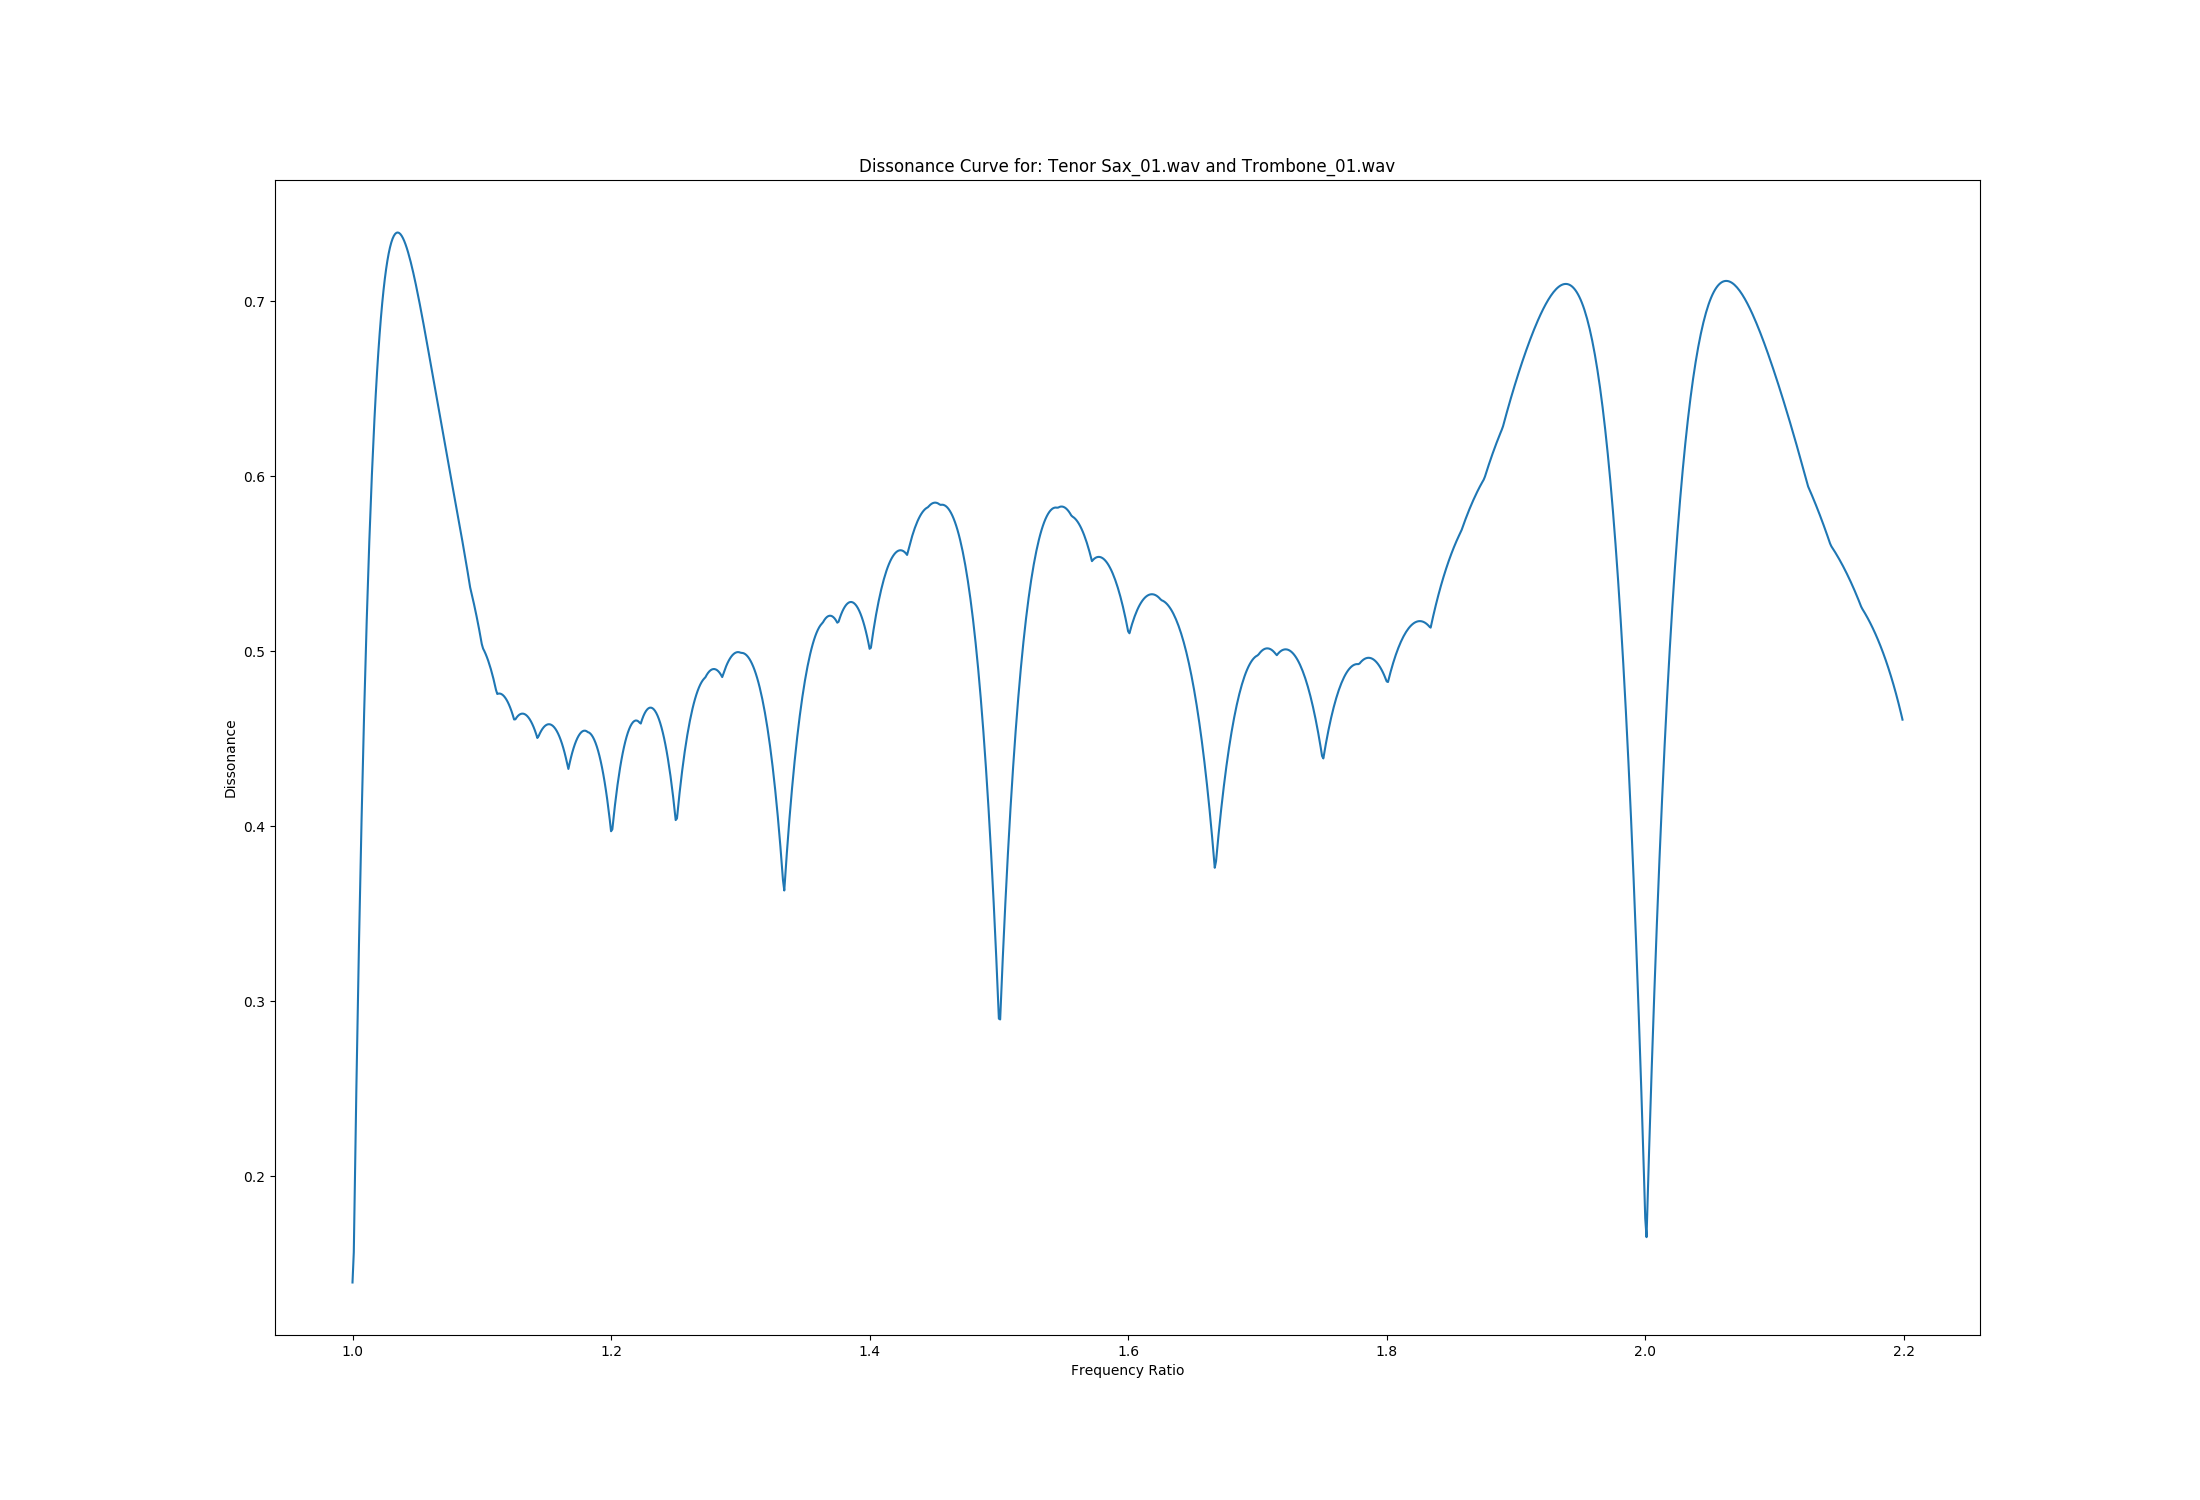 Dissonance Curve for: Tenor Sax_01.wav and Trombone_01.wav
0.7
0.6
0.5
0.4
0.3
0.2
Dissonance
1.0 1.2 1.4 1.6 1.8 2.0 2.2
Frequency Ratio